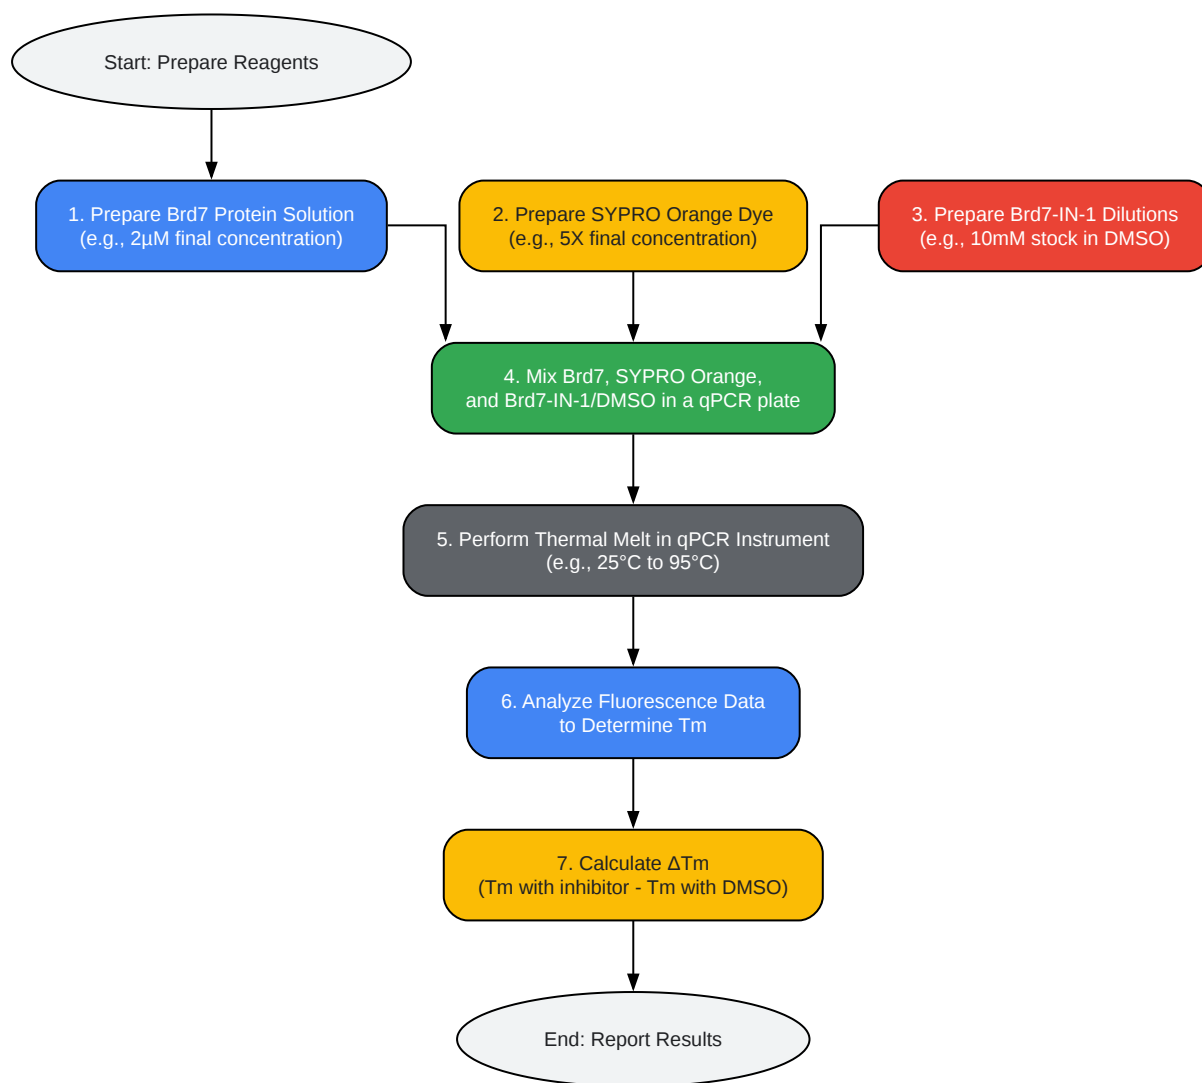 Start: Prepare Reagents
1. Prepare Brd7 Protein Solution
(e.g., 2µM final concentration)
2. Prepare SYPRO Orange Dye
(e.g., 5X final concentration)
3. Prepare Brd7-IN-1 Dilutions
(e.g., 10mM stock in DMSO)
4. Mix Brd7, SYPRO Orange,
and Brd7-IN-1/DMSO in a qPCR plate
5. Perform Thermal Melt in qPCR Instrument
(e.g., 25°C to 95°C)
6. Analyze Fluorescence Data
to Determine Tm
7. Calculate ΔTm
(Tm with inhibitor - Tm with DMSO)
End: Report Results